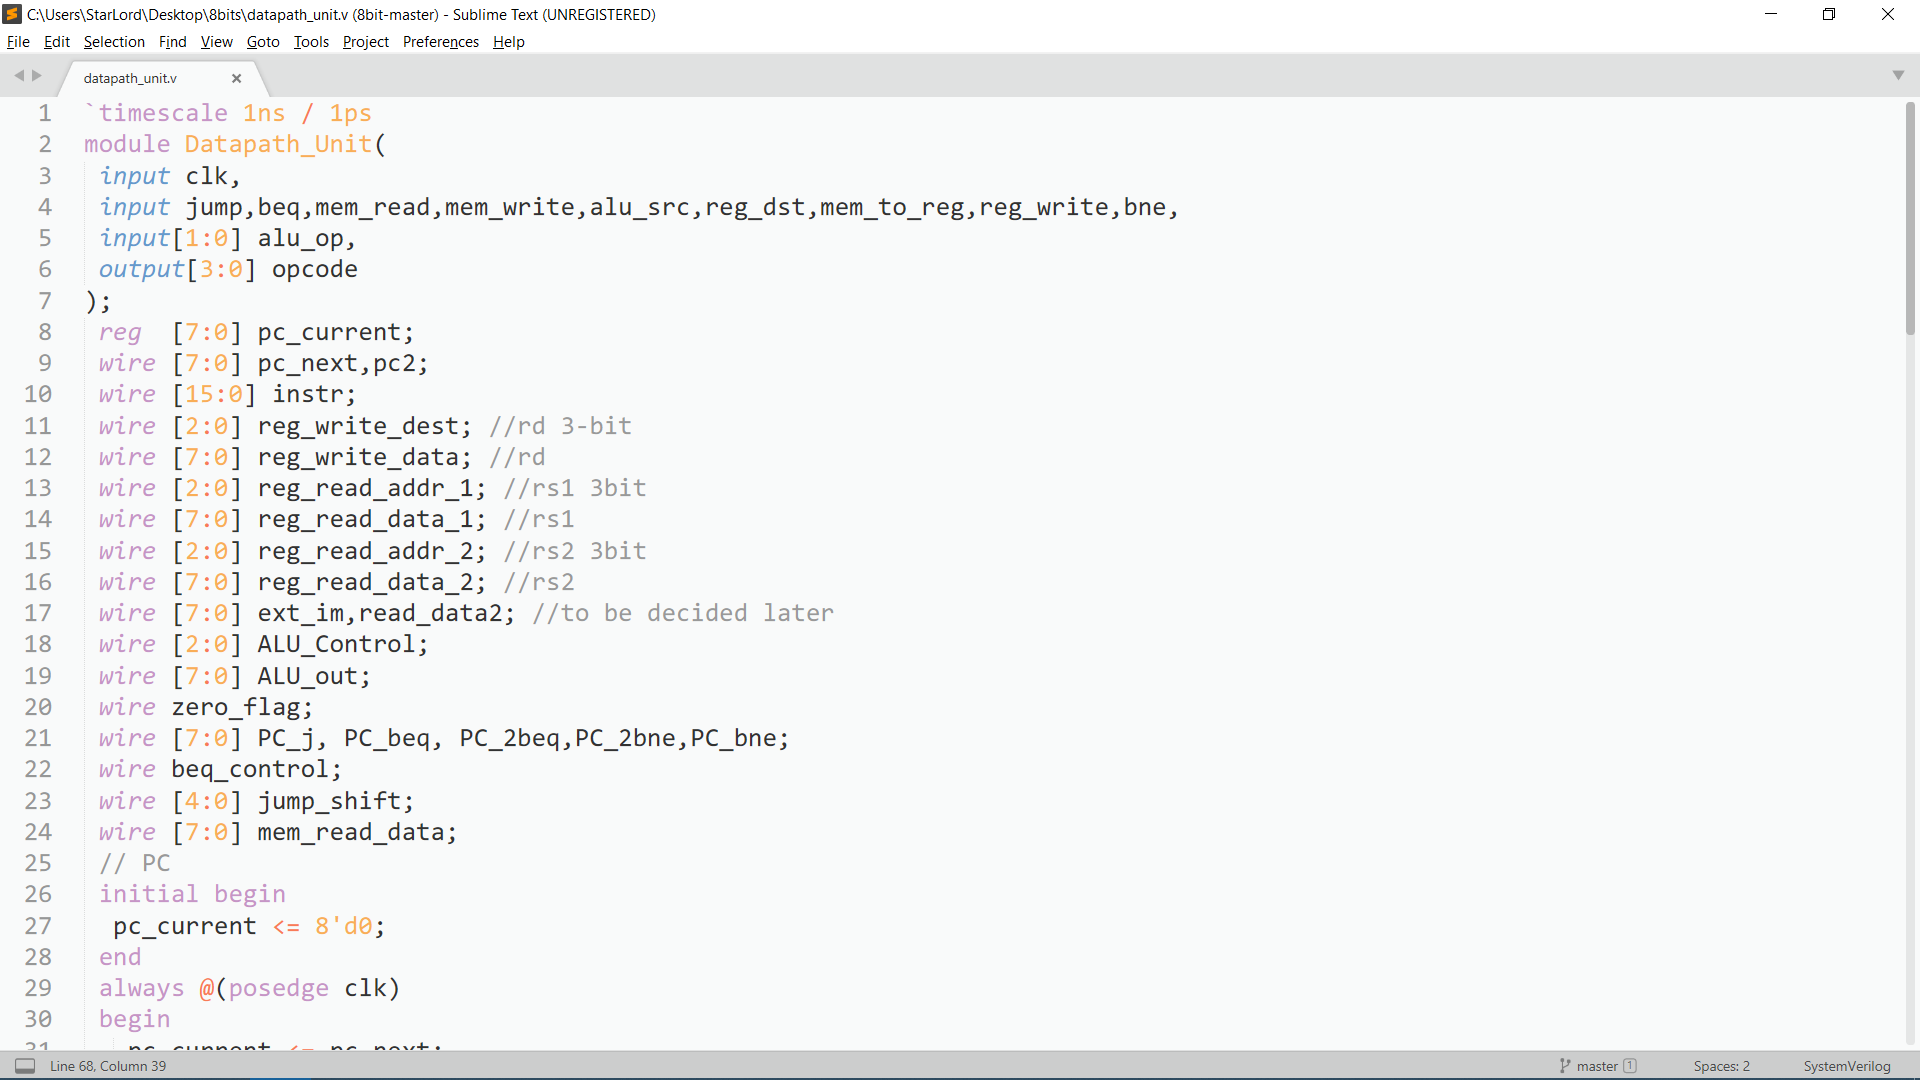 C:\Users\StarLord\Desktop\8bits\datapath_unit.v (8bit-master) - Sublime Text (UNREGISTERED)
File Edit Selection Find View Goto Tools Project Preferences Help
datapath_unit.v
1 `timescale 1ns / 1ps
2 module Datapath_Unit(
3 input clk,
4 input jump,beq,mem_read,mem_write,alu_src,reg_dst,mem_to_reg,reg_write,bne,
5 input[1:0] alu_op,
6 output[3:0] opcode
7 );
8 reg  [7:0] pc_current;
9 wire [7:0] pc_next,pc2;
10 wire [15:0] instr;
11 wire [2:0] reg_write_dest; //rd 3-bit
12 wire [7:0] reg_write_data; //rd
13 wire [2:0] reg_read_addr_1; //rs1 3bit
14 wire [7:0] reg_read_data_1; //rs1
15 wire [2:0] reg_read_addr_2; //rs2 3bit
16 wire [7:0] reg_read_data_2; //rs2
17 wire [7:0] ext_im,read_data2; //to be decided later
18 wire [2:0] ALU_Control;
19 wire [7:0] ALU_out;
20 wire zero_flag;
21 wire [7:0] PC_j, PC_beq, PC_2beq,PC_2bne,PC_bne;
22 wire beq_control;
23 wire [4:0] jump_shift;
24 wire [7:0] mem_read_data;
25 // PC
26 initial begin
27 pc_current <= 8'd0;
28 end
29 always @(posedge clk)
30 begin
31 pc_current <= pc_next;
Line 68, Column 39 master 1 Spaces: 2 SystemVerilog